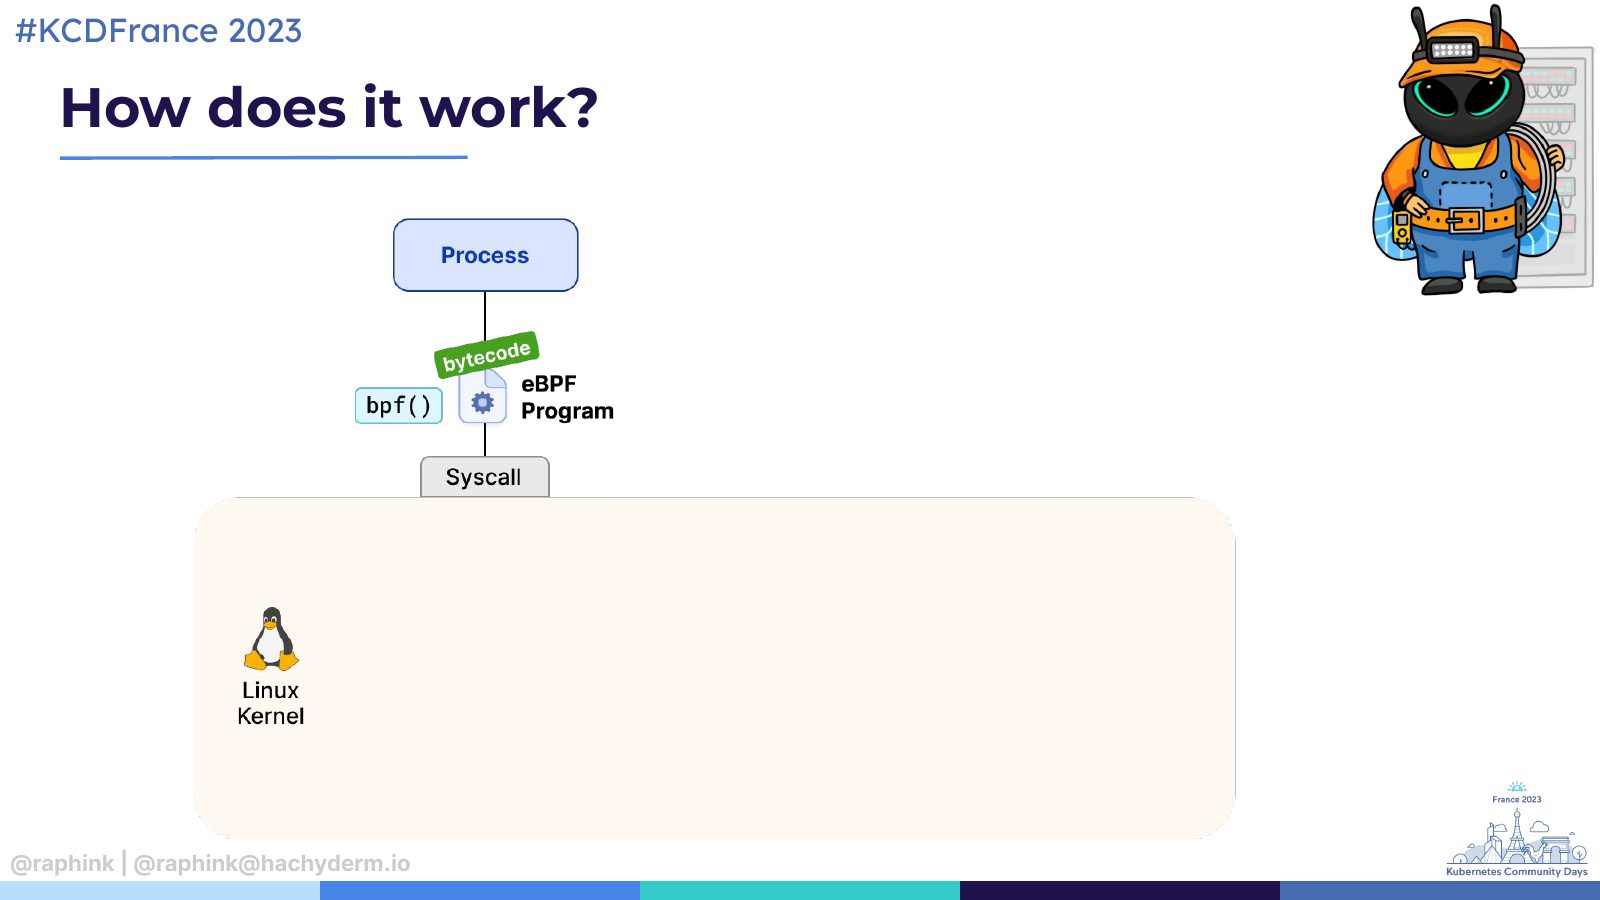 #KCDFrance 2023
How does it work?
Process
bytecode
eBPF
bpf()
Program
Syscall
Linux
Kernel
France 2023
Kubernetes Community Days
@raphink | @raphink@hachyderm.io